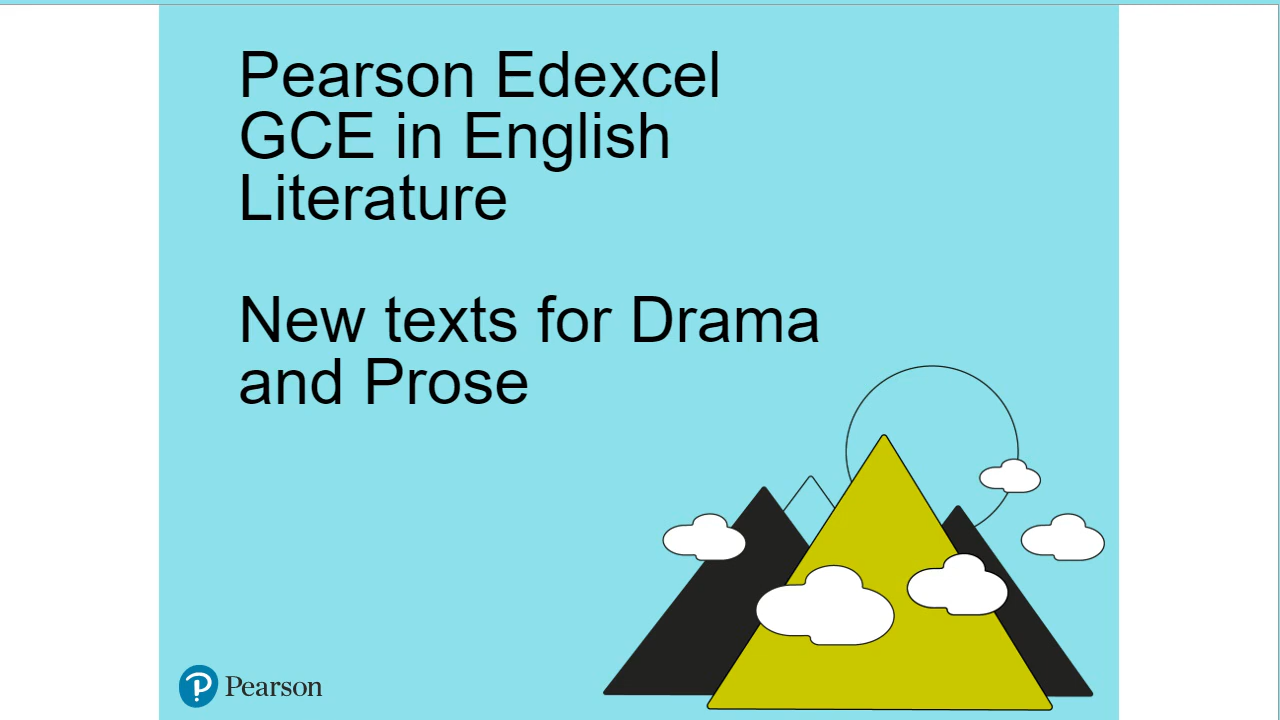 Pearson Edexcel
GCE in English
Literature
New texts for Drama
and Prose
Pearson